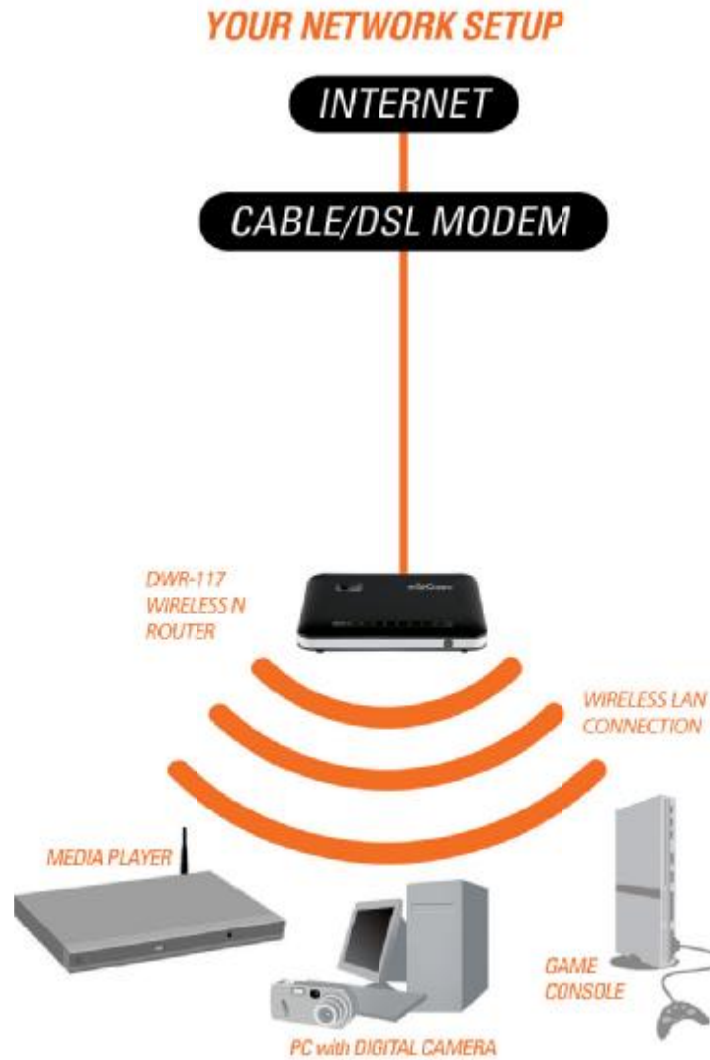 YOUR NETWORK SETUP
INTERNET
CABLE/DSL MODEM
DWR-117
WIRELESS N
ROUTER
WIRELESS LAN
CONNECTION
MEDIA PLAYER
GAME
CONSOLE
PC with DIGITAL CAMERA